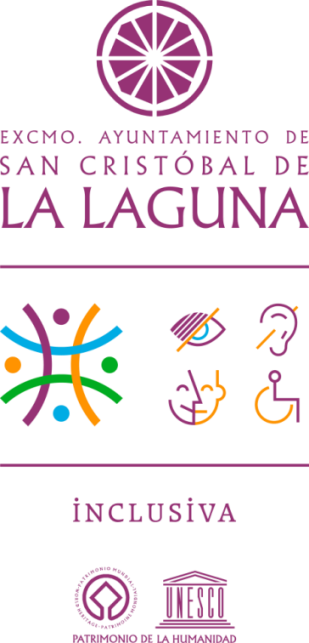 EXCMO. AYUNTAMIENTO DE
SAN CRISTÓBAL DE
LA LAGUNA
iNCLUSiVA
UNESCO
PATRIMONIO DE LA HUMANIDAD